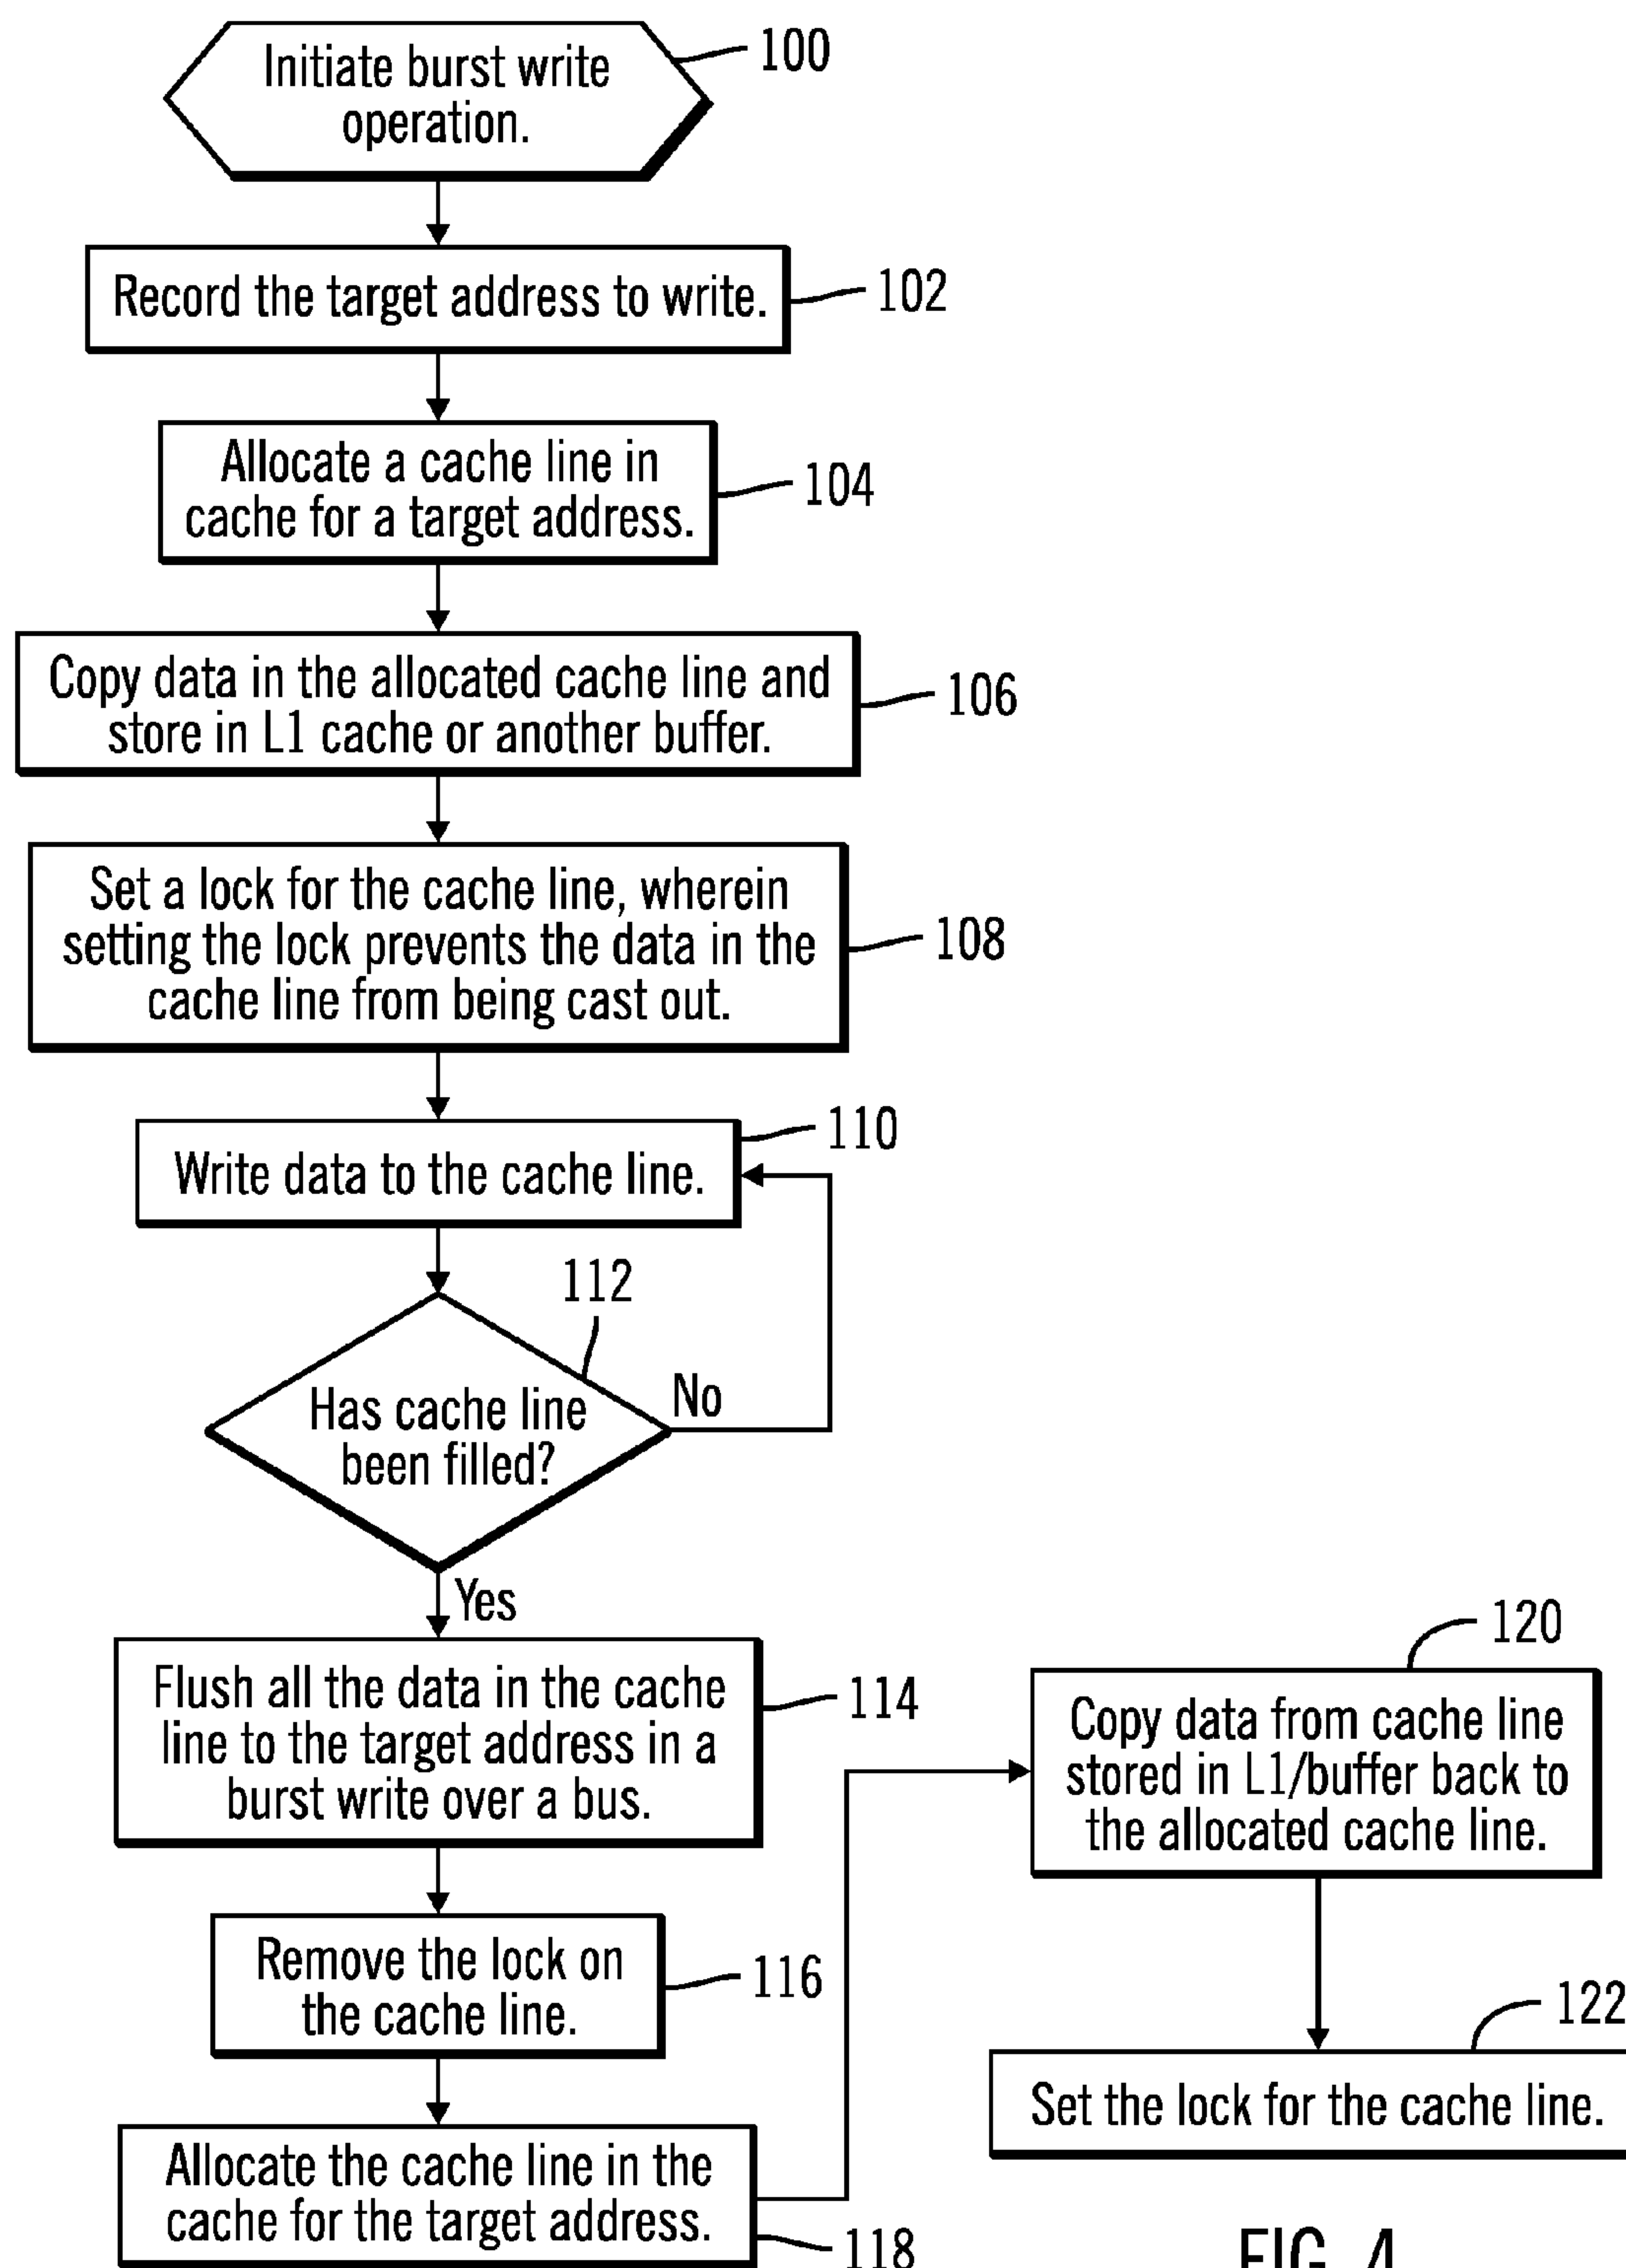 Initiate burst write
operation.
100
Record the target address to write.
102
Allocate a cache line in
cache for a target address.
104
Copy data in the allocated cache line and
store in L1 cache or another buffer.
106
Set a lock for the cache line, wherein
setting the lock prevents the data in the
cache line from being cast out.
108
110
Write data to the cache line.
112
Has cache line
been filled?
No
Yes
Flush all the data in the cache
line to the target address in a
burst write over a bus.
114
Remove the lock on
the cache line.
116
Allocate the cache line in the
cache for the target address.
118
120
Copy data from cache line
stored in L1/buffer back to
the allocated cache line.
122
Set the lock for the cache line.
FIG. 4